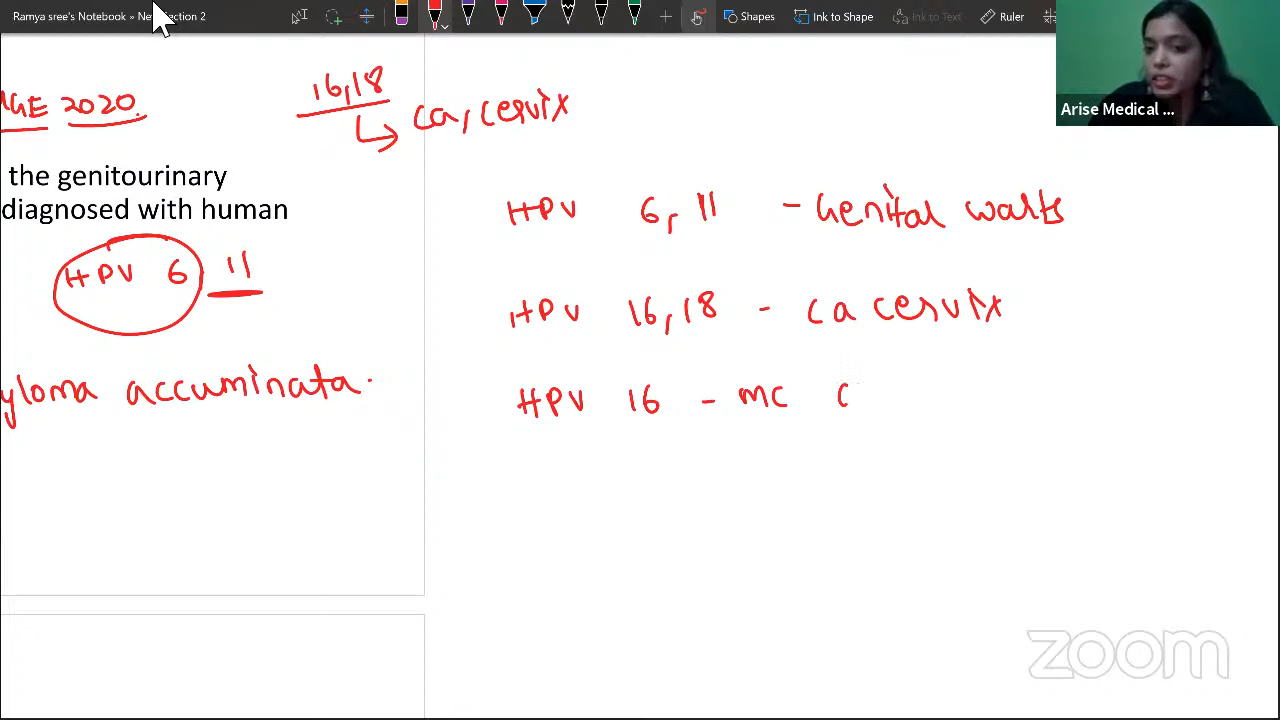 Ramya sree's Notebook » New Section 2
Shapes
Ink to Shape
Ink to Text
Ruler
Arise Medical ...
AGE 2020.
16,18
ca, cervix
the genitourinary
diagnosed with human
HPV 6 11
yloma accuminata.
HPV 6, 11 - Genital warts
HPV 16,18 - ca cervix
HPV 16 - mc c
zoom